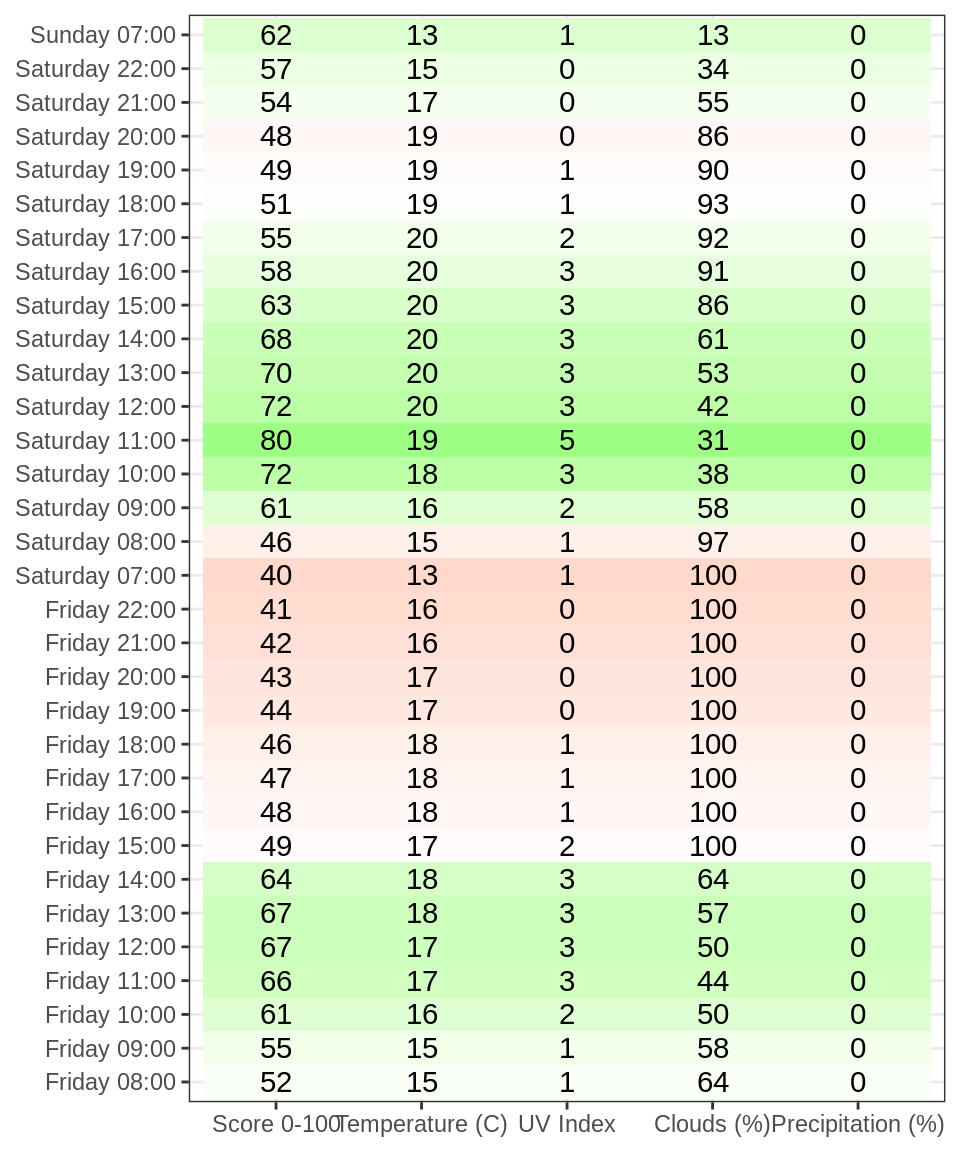 Sunday 07:00 62 13 1 13 0
Saturday 22:00 57 15 0 34 0
Saturday 21:00 54 17 0 55 0
Saturday 20:00 48 19 0 86 0
Saturday 19:00 49 19 1 90 0
Saturday 18:00 51 19 1 93 0
Saturday 17:00 55 20 2 92 0
Saturday 16:00 58 20 3 91 0
Saturday 15:00 63 20 3 86 0
Saturday 14:00 68 20 3 61 0
Saturday 13:00 70 20 3 53 0
Saturday 12:00 72 20 3 42 0
Saturday 11:00 80 19 5 31 0
Saturday 10:00 72 18 3 38 0
Saturday 09:00 61 16 2 58 0
Saturday 08:00 46 15 1 97 0
Saturday 07:00 40 13 1 100 0
Friday 22:00 41 16 0 100 0
Friday 21:00 42 16 0 100 0
Friday 20:00 43 17 0 100 0
Friday 19:00 44 17 0 100 0
Friday 18:00 46 18 1 100 0
Friday 17:00 47 18 1 100 0
Friday 16:00 48 18 1 100 0
Friday 15:00 49 17 2 100 0
Friday 14:00 64 18 3 64 0
Friday 13:00 67 18 3 57 0
Friday 12:00 67 17 3 50 0
Friday 11:00 66 17 3 44 0
Friday 10:00 61 16 2 50 0
Friday 09:00 55 15 1 58 0
Friday 08:00 52 15 1 64 0
Score 0-100 Temperature (C) UV Index Clouds (%) Precipitation (%)